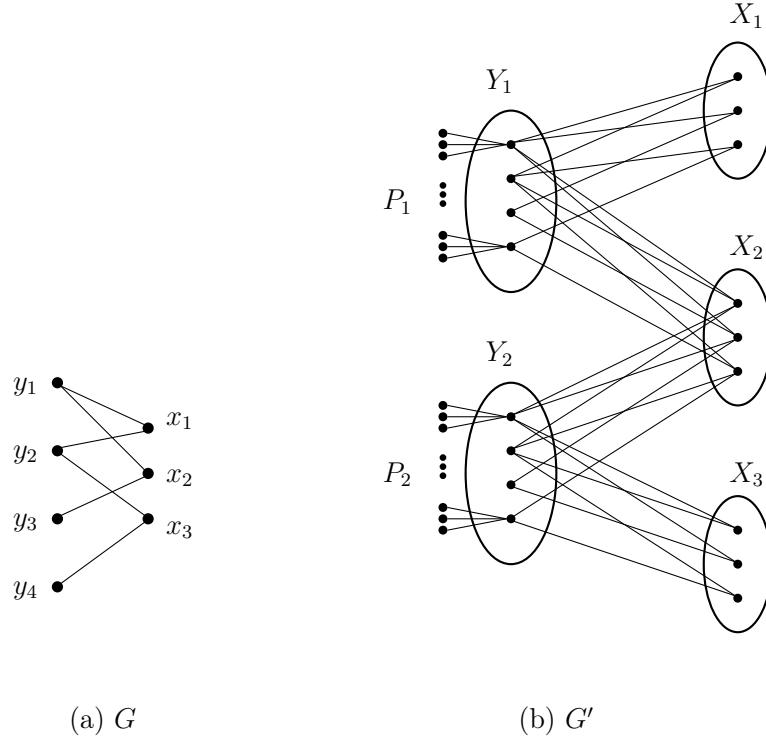 X₁
Y₁
P₁
X₂
Y₂
y₁
x₁
y₂
x₂
P₂
X₃
y₃
x₃
y₄
(a) G
(b) G′